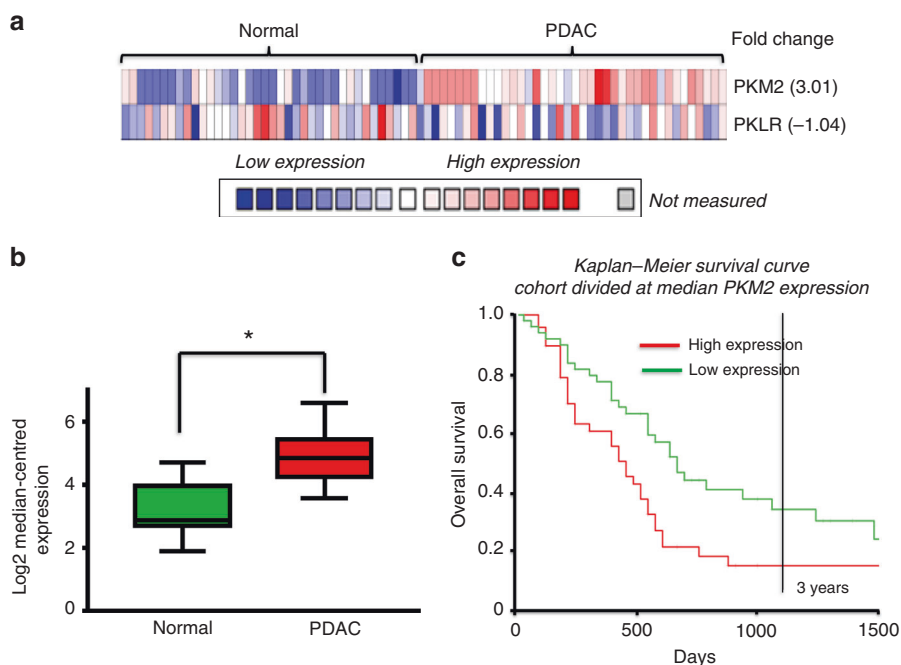 a
Normal
PDAC
Fold change
PKM2 (3.01)
PKLR (–1.04)
Low expression
High expression
Not measured
b
*
Log2 median-centred
expression
6
4
2
0
Normal
PDAC
c
Kaplan–Meier survival curve
cohort divided at median PKM2 expression
High expression
Low expression
Overall survival
1.0
0.8
0.6
0.4
0.2
3 years
0
500
1000
1500
Days